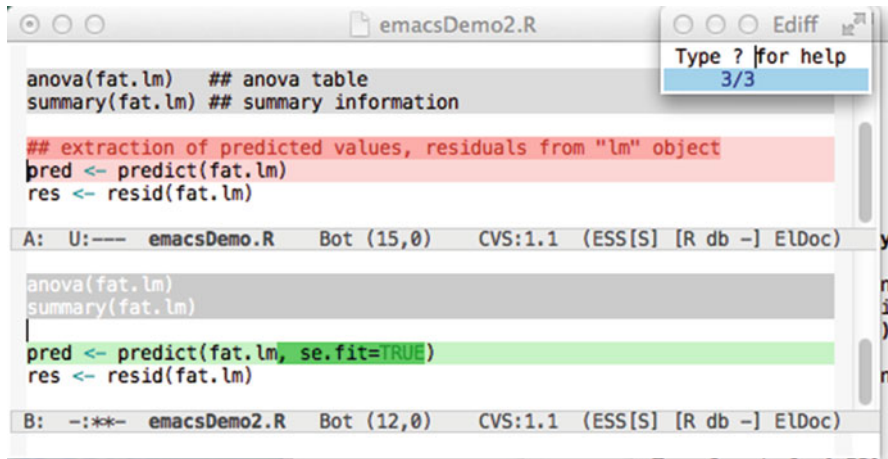 emacsDemo2.R
Ediff
Type ? for help
3/3
anova(fat.lm)   ## anova table
summary(fat.lm) ## summary information
## extraction of predicted values, residuals from "lm" object
pred <- predict(fat.lm)
res <- resid(fat.lm)
A:  U:---  emacsDemo.R    Bot (15,0)    CVS:1.1  (ESS[S] [R db -] ElDoc)
anova(fat.lm)
summary(fat.lm)
pred <- predict(fat.lm, se.fit=TRUE)
res <- resid(fat.lm)
B:  -:**-  emacsDemo2.R   Bot (12,0)    CVS:1.1  (ESS[S] [R db -] ElDoc)